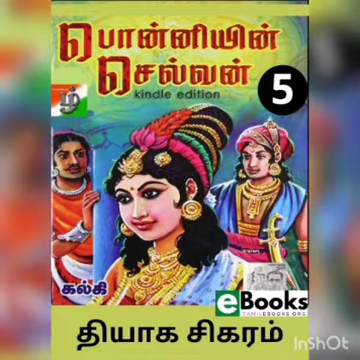 பொன்னியின்
செல்வன்
kindle edition
5
கல்கி
eBooks
TAMILEBOOKS.ORG
தியாக சிகரம்
InShOt